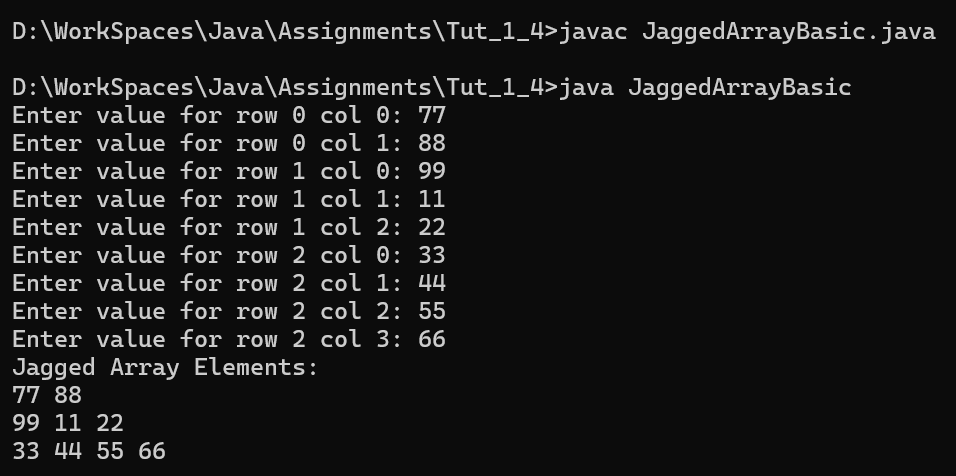 D:\WorkSpaces\Java\Assignments\Tut_1_4>javac JaggedArrayBasic.java
D:\WorkSpaces\Java\Assignments\Tut_1_4>java JaggedArrayBasic
Enter value for row 0 col 0: 77
Enter value for row 0 col 1: 88
Enter value for row 1 col 0: 99
Enter value for row 1 col 1: 11
Enter value for row 1 col 2: 22
Enter value for row 2 col 0: 33
Enter value for row 2 col 1: 44
Enter value for row 2 col 2: 55
Enter value for row 2 col 3: 66
Jagged Array Elements:
77 88
99 11 22
33 44 55 66